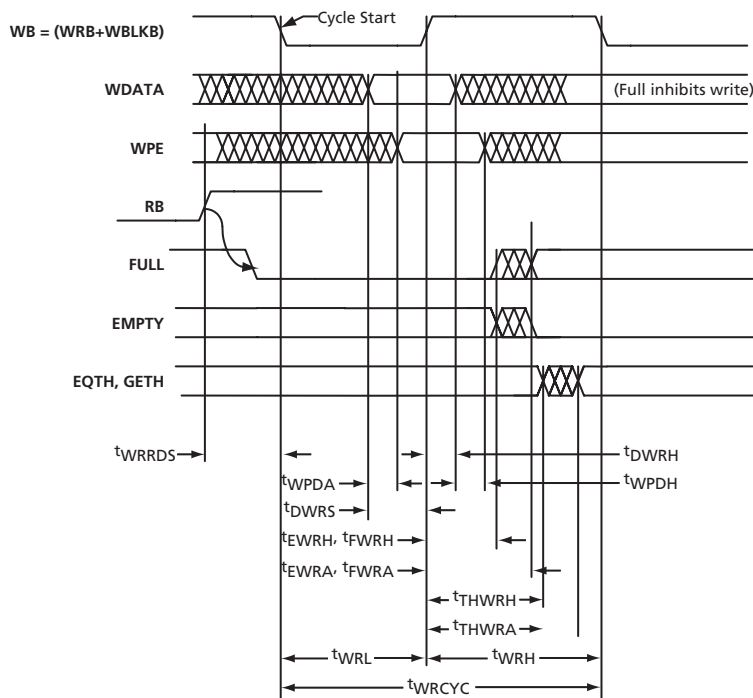 WB = (WRB+WBLKB)
Cycle Start
WDATA
(Full inhibits write)
WPE
RB
FULL
EMPTY
EQTH, GETH
tWRRDS
tDWRH
tWPDA
tWPDH
tDWRS
tEWRH, tFWRH
tEWRA, tFWRA
tTHWRH
tTHWRA
tWRL
tWRH
tWRCYC